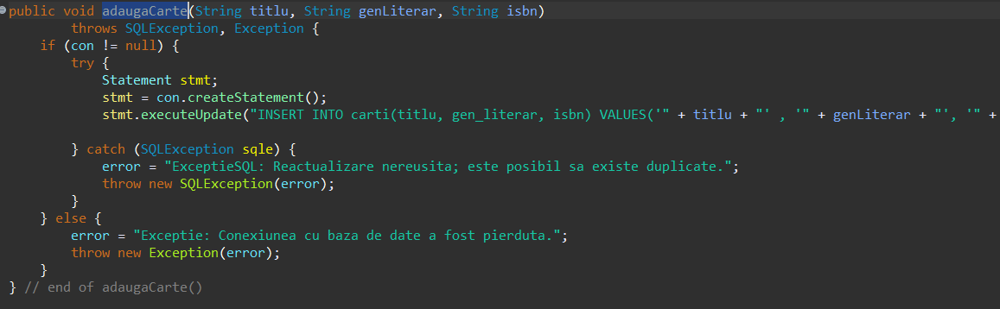 public void adaugaCarte(String titlu, String genLiterar, String isbn)
        throws SQLException, Exception {
    if (con != null) {
        try {
            Statement stmt;
            stmt = con.createStatement();
            stmt.executeUpdate("INSERT INTO carti(titlu, gen_literar, isbn) VALUES('" + titlu + "' , '" + genLiterar + "', '" +

        } catch (SQLException sqle) {
            error = "ExceptieSQL: Reactualizare nereusita; este posibil sa existe duplicate.";
            throw new SQLException(error);
        }
    } else {
        error = "Exceptie: Conexiunea cu baza de date a fost pierduta.";
        throw new Exception(error);
    }
} // end of adaugaCarte()